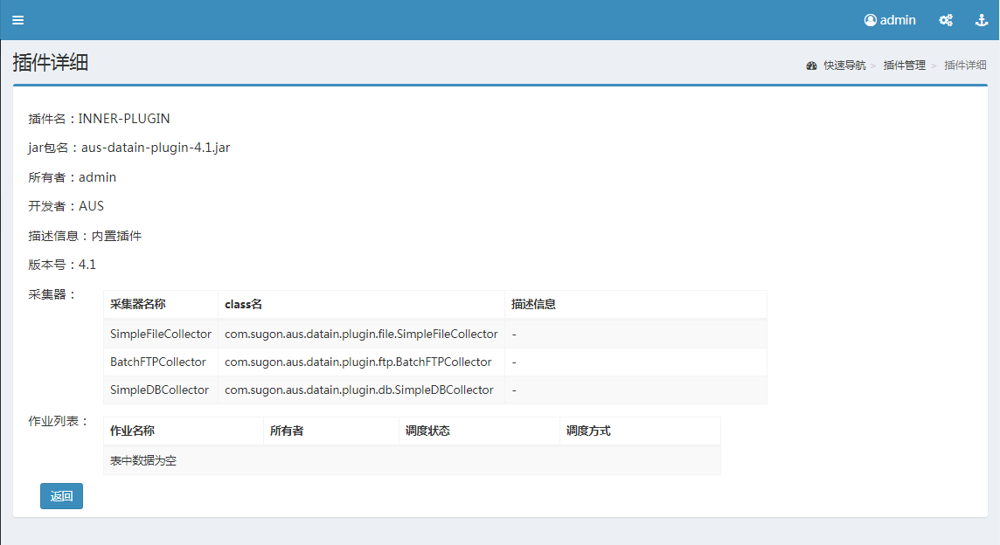 admin
插件详细
快速导航 > 插件管理 > 插件详细
插件名：INNER-PLUGIN
jar包名：aus-datain-plugin-4.1.jar
所有者：admin
开发者：AUS
描述信息：内置插件
版本号：4.1
采集器：
采集器名称 class名 描述信息
SimpleFileCollector com.sugon.aus.datain.plugin.file.SimpleFileCollector -
BatchFTPCollector com.sugon.aus.datain.plugin.ftp.BatchFTPCollector -
SimpleDBCollector com.sugon.aus.datain.plugin.db.SimpleDBCollector -
作业列表：
作业名称 所有者 调度状态 调度方式
表中数据为空
返回